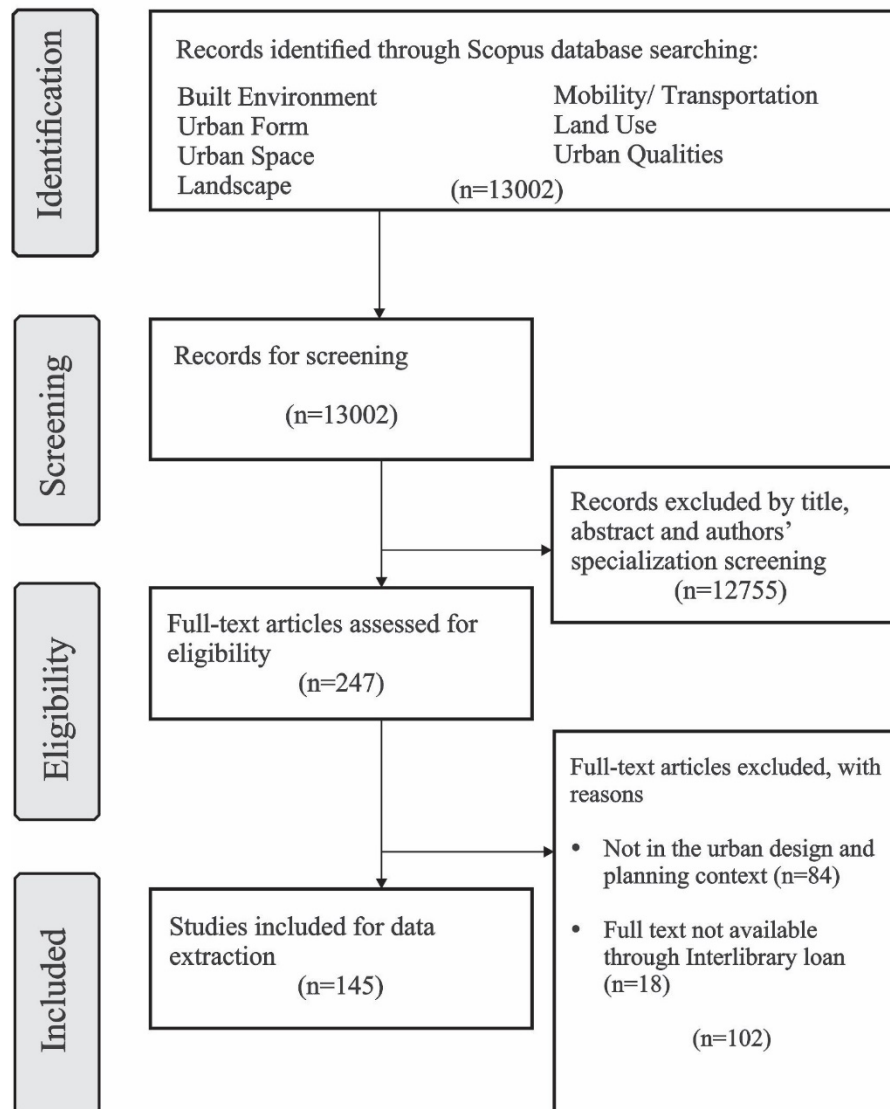 Identification
Records identified through Scopus database searching:
Built Environment
Urban Form
Urban Space
Landscape
Mobility/ Transportation
Land Use
Urban Qualities
(n=13002)
Screening
Records for screening
(n=13002)
Records excluded by title,
abstract and authors'
specialization screening
(n=12755)
Eligibility
Full-text articles assessed for
eligibility
(n=247)
Full-text articles excluded, with
reasons
• Not in the urban design and
planning context (n=84)
• Full text not available
through Interlibrary loan
(n=18)
(n=102)
Included
Studies included for data
extraction
(n=145)